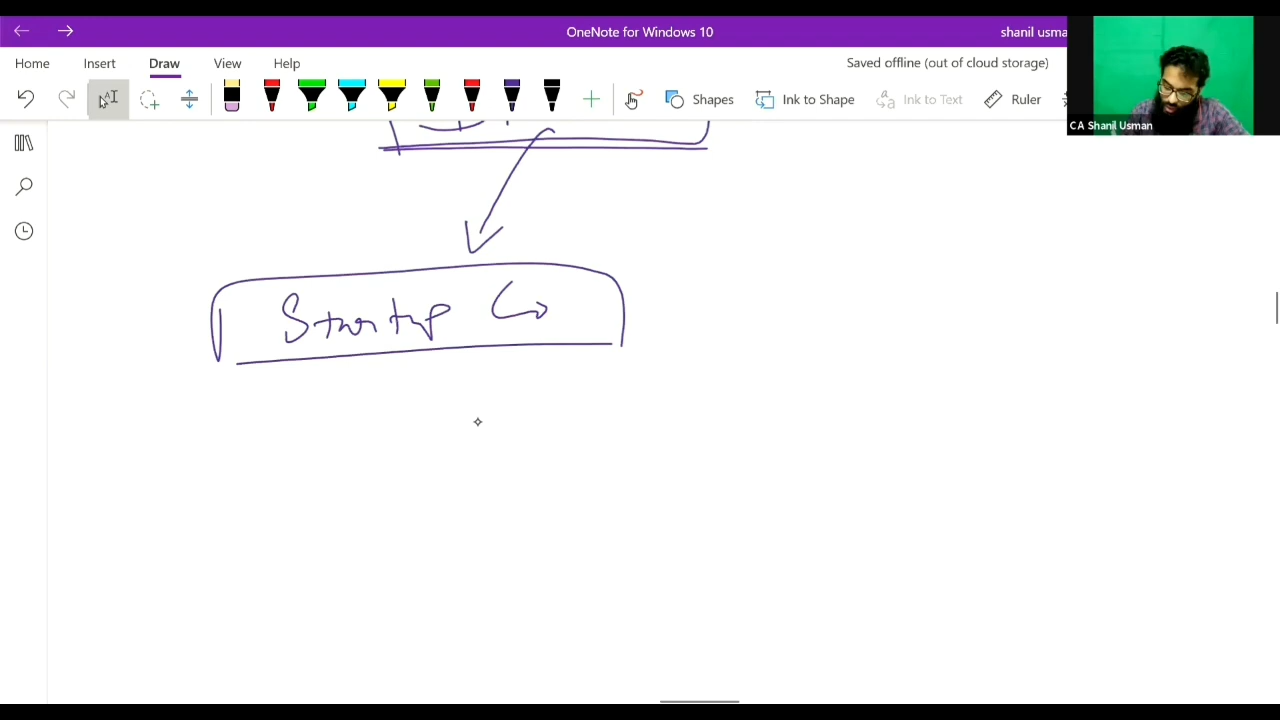 OneNote for Windows 10
shanil usma
Home Insert Draw View Help
Saved offline (out of cloud storage)
Shapes Ink to Shape Ink to Text Ruler
CA Shanil Usman
Startup Co